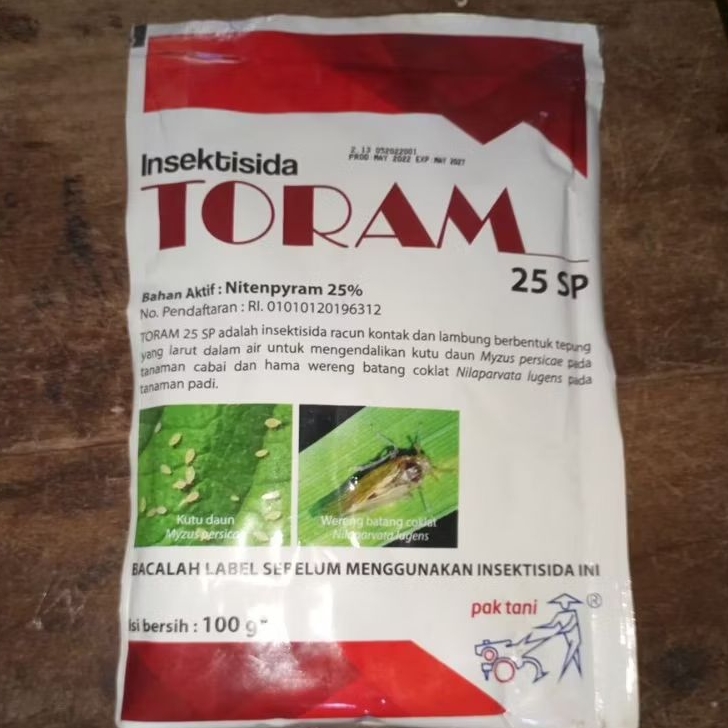 Insektisida
2 13 052022001
PROD MAY 2022 EXP MAY 2027
TORAM
25 SP
Bahan Aktif : Nitenpyram 25%
No. Pendaftaran : RI. 01010120196312
TORAM 25 SP adalah insektisida racun kontak dan lambung berbentuk tepung
yang larut dalam air untuk mengendalikan kutu daun Myzus persicae pada
tanaman cabai dan hama wereng batang coklat Nilaparvata lugens pada
tanaman padi.
Kutu daun
Myzus persicae
Wereng batang coklat
Nilaparvata lugens
BACALAH LABEL SEBELUM MENGGUNAKAN INSEKTISIDA INI
pak tani ®
Isi bersih : 100 g